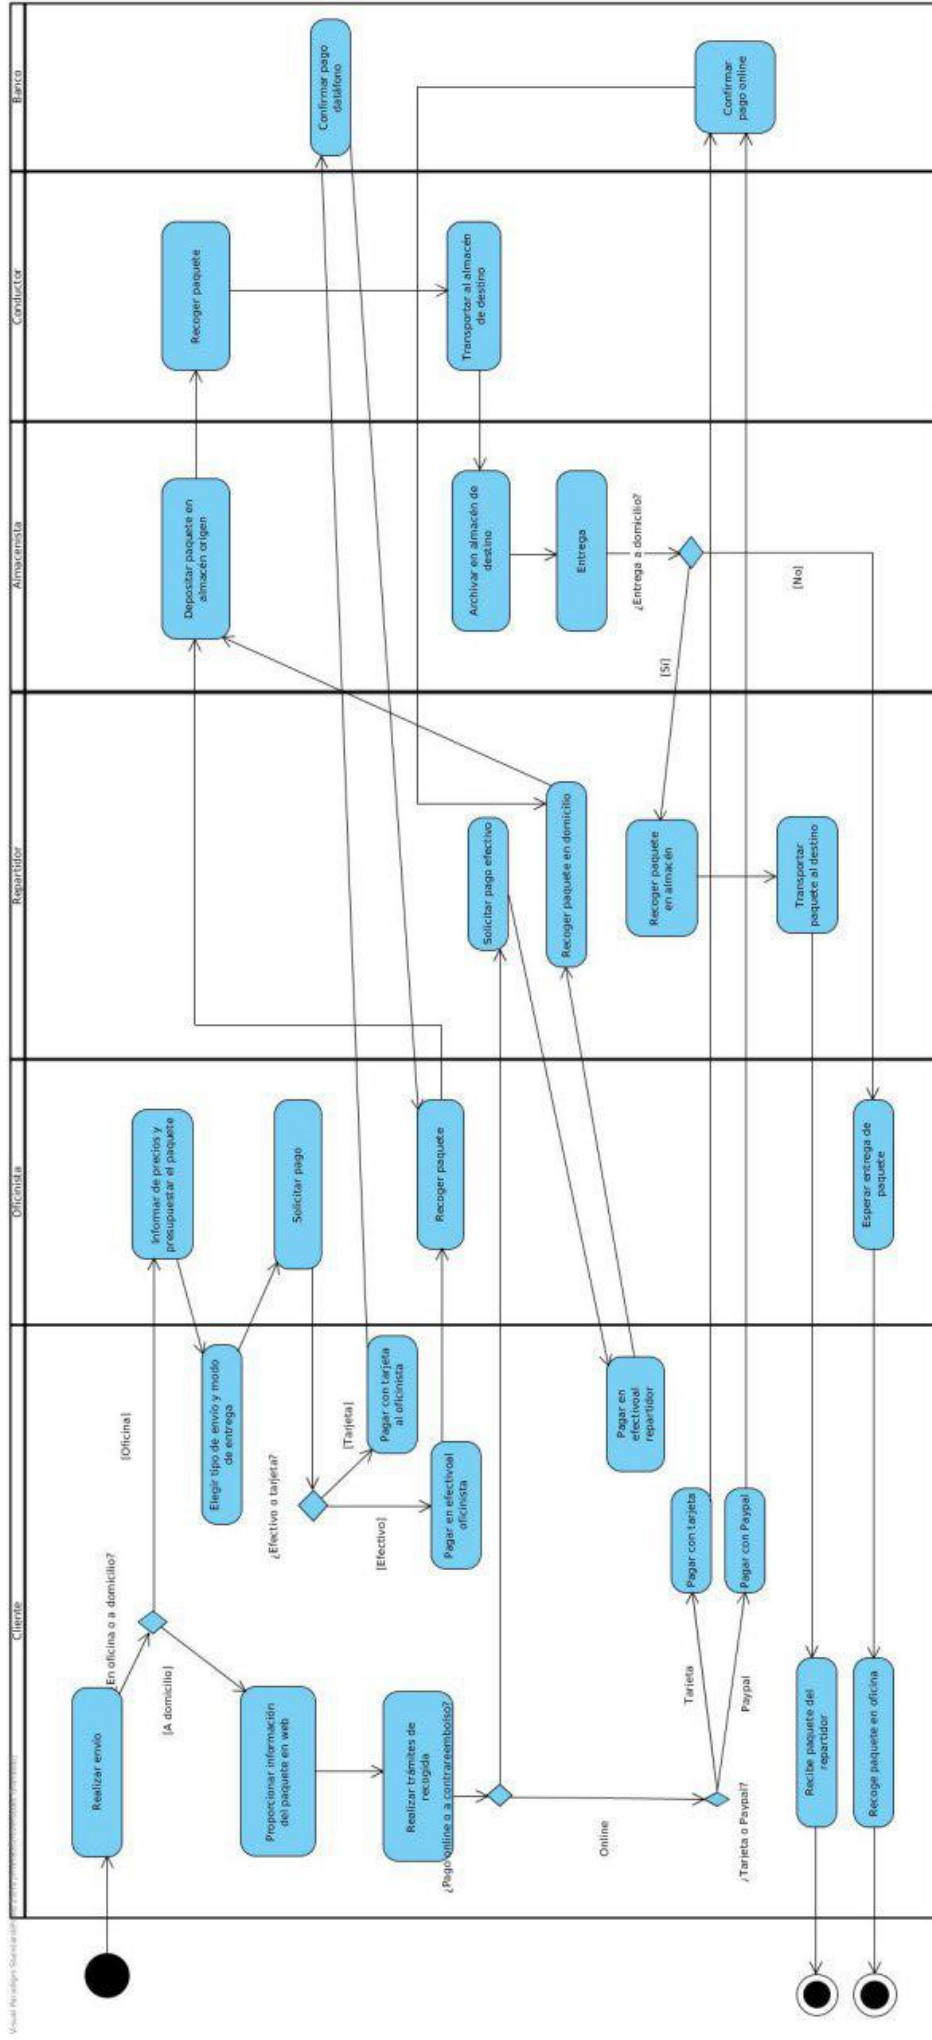 Banco
Confirmar pago
datáfono
Confirmar
pago online
Conductor
Recoger paquete
Transportar al almacén
de destino
Almacenista
Depositar paquete en
almacén origen
Archivar en almacén de
destino
Entrega
¿Entrega a domicilio?
[Sí]
[No]
Repartidor
Solicitar pago efectivo
Recoger paquete en domicilio
Recoger paquete
en almacén
Transportar
paquete al destino
Oficinista
Informar de precios y
presupuestar el paquete
Solicitar pago
Recoger paquete
Esperar entrega de
paquete
Cliente
Realizar envío
En oficina o a domicilio?
[Oficina]
[A domicilio]
Elegir tipo de envío y modo
de entrega
Proporcionar información
del paquete en web
¿Efectivo o tarjeta?
[Tarjeta]
[Efectivo]
Pagar con tarjeta
al oficinista
Pagar en efectivoal
oficinista
Realizar trámites de
recogida
¿Pago online o a contrareembolso?
Online
Pagar en
efectivoal
repartidor
¿Tarjeta o Paypal?
Tarjeta
Paypal
Pagar con tarjeta
Pagar con Paypal
Recibe paquete del
repartidor
Recoge paquete en oficina
Visual Paradigm Standard